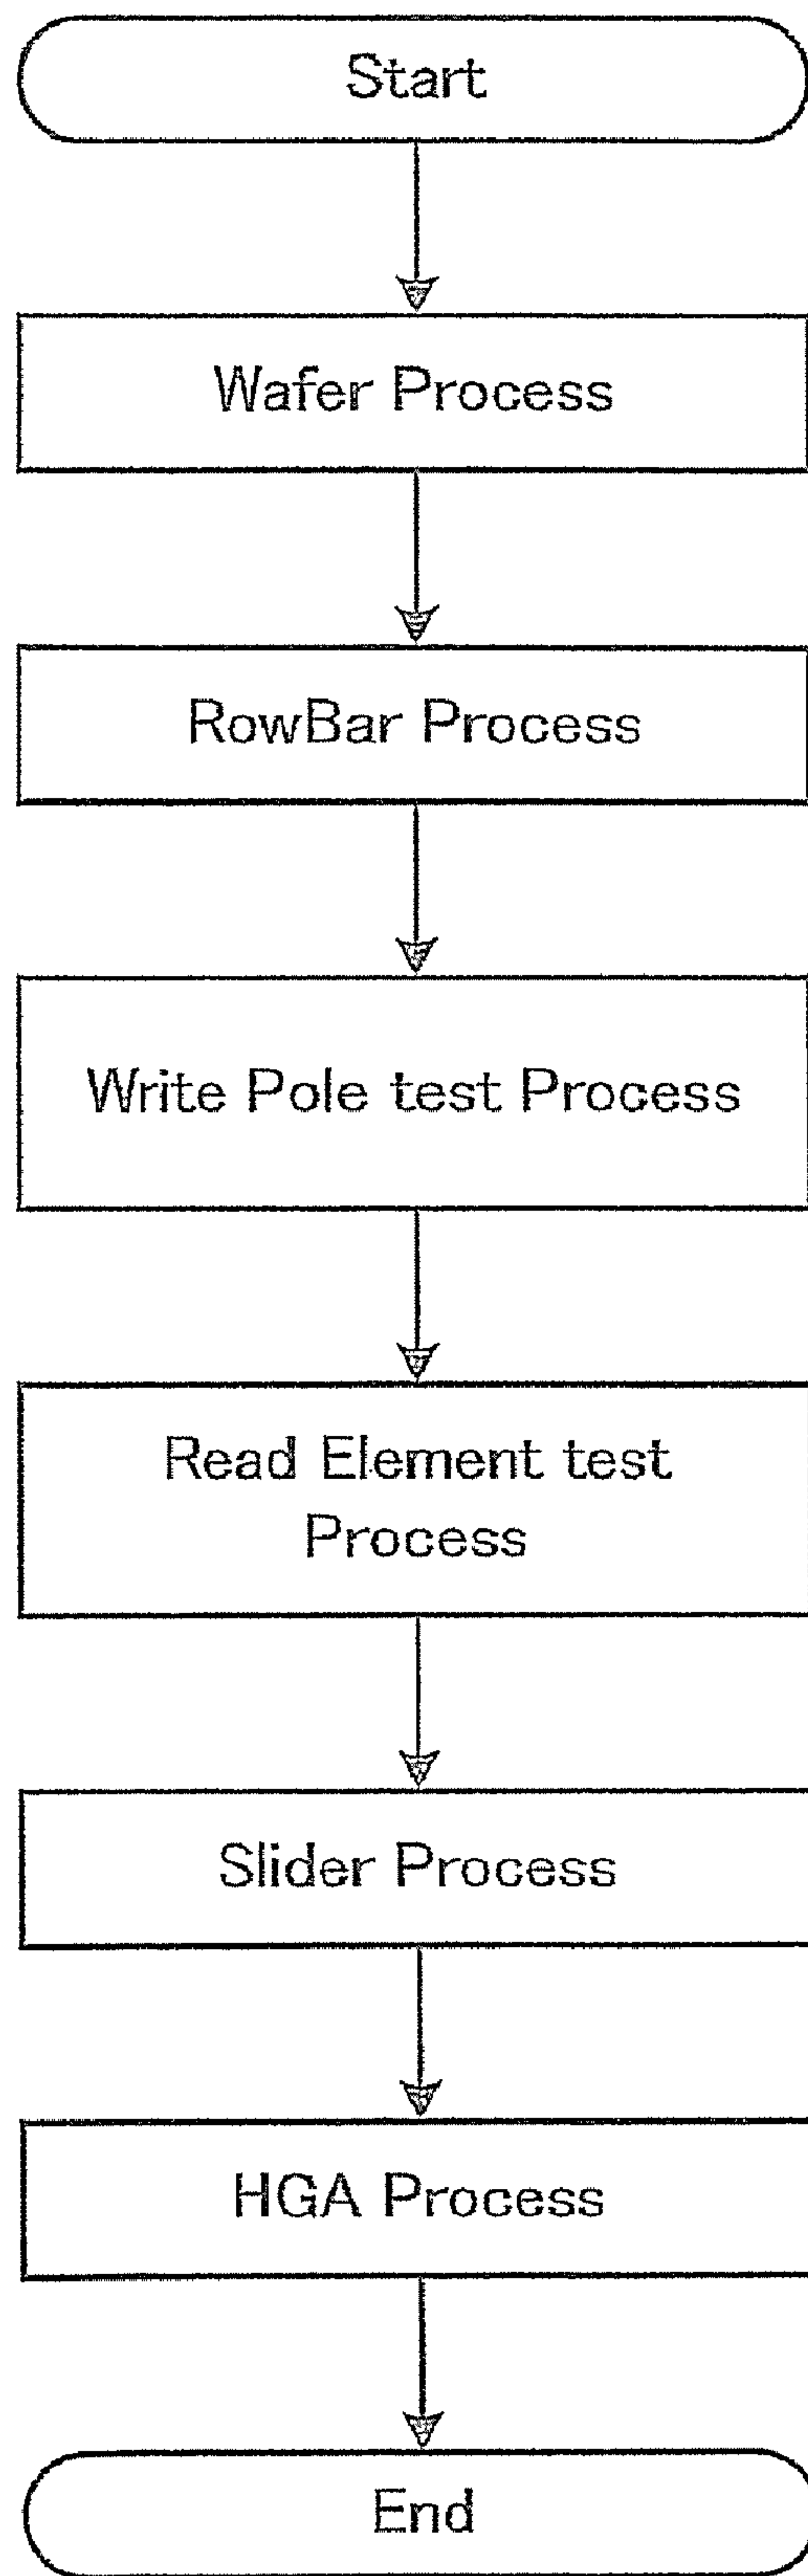 Start
Wafer Process
RowBar Process
Write Pole test Process
Read Element test
Process
Slider Process
HGA Process
End